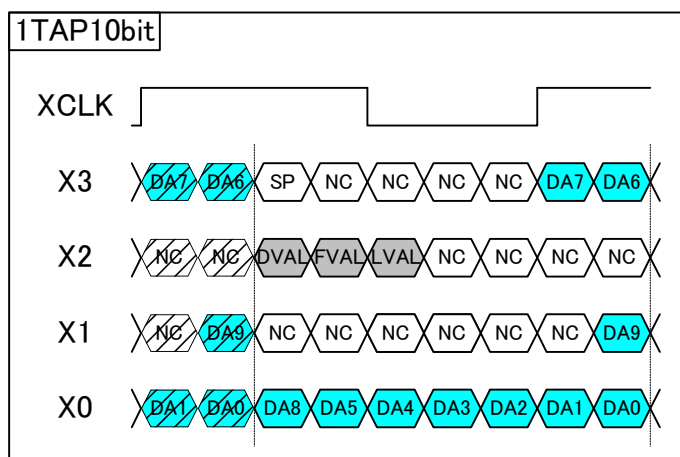 1TAP10bit
XCLK
X3 DA7 DA6 SP NC NC NC NC DA7 DA6
X2 NC NC DVAL FVAL LVAL NC NC NC NC
X1 NC DA9 NC NC NC NC NC NC DA9
X0 DA1 DA0 DA8 DA5 DA4 DA3 DA2 DA1 DA0